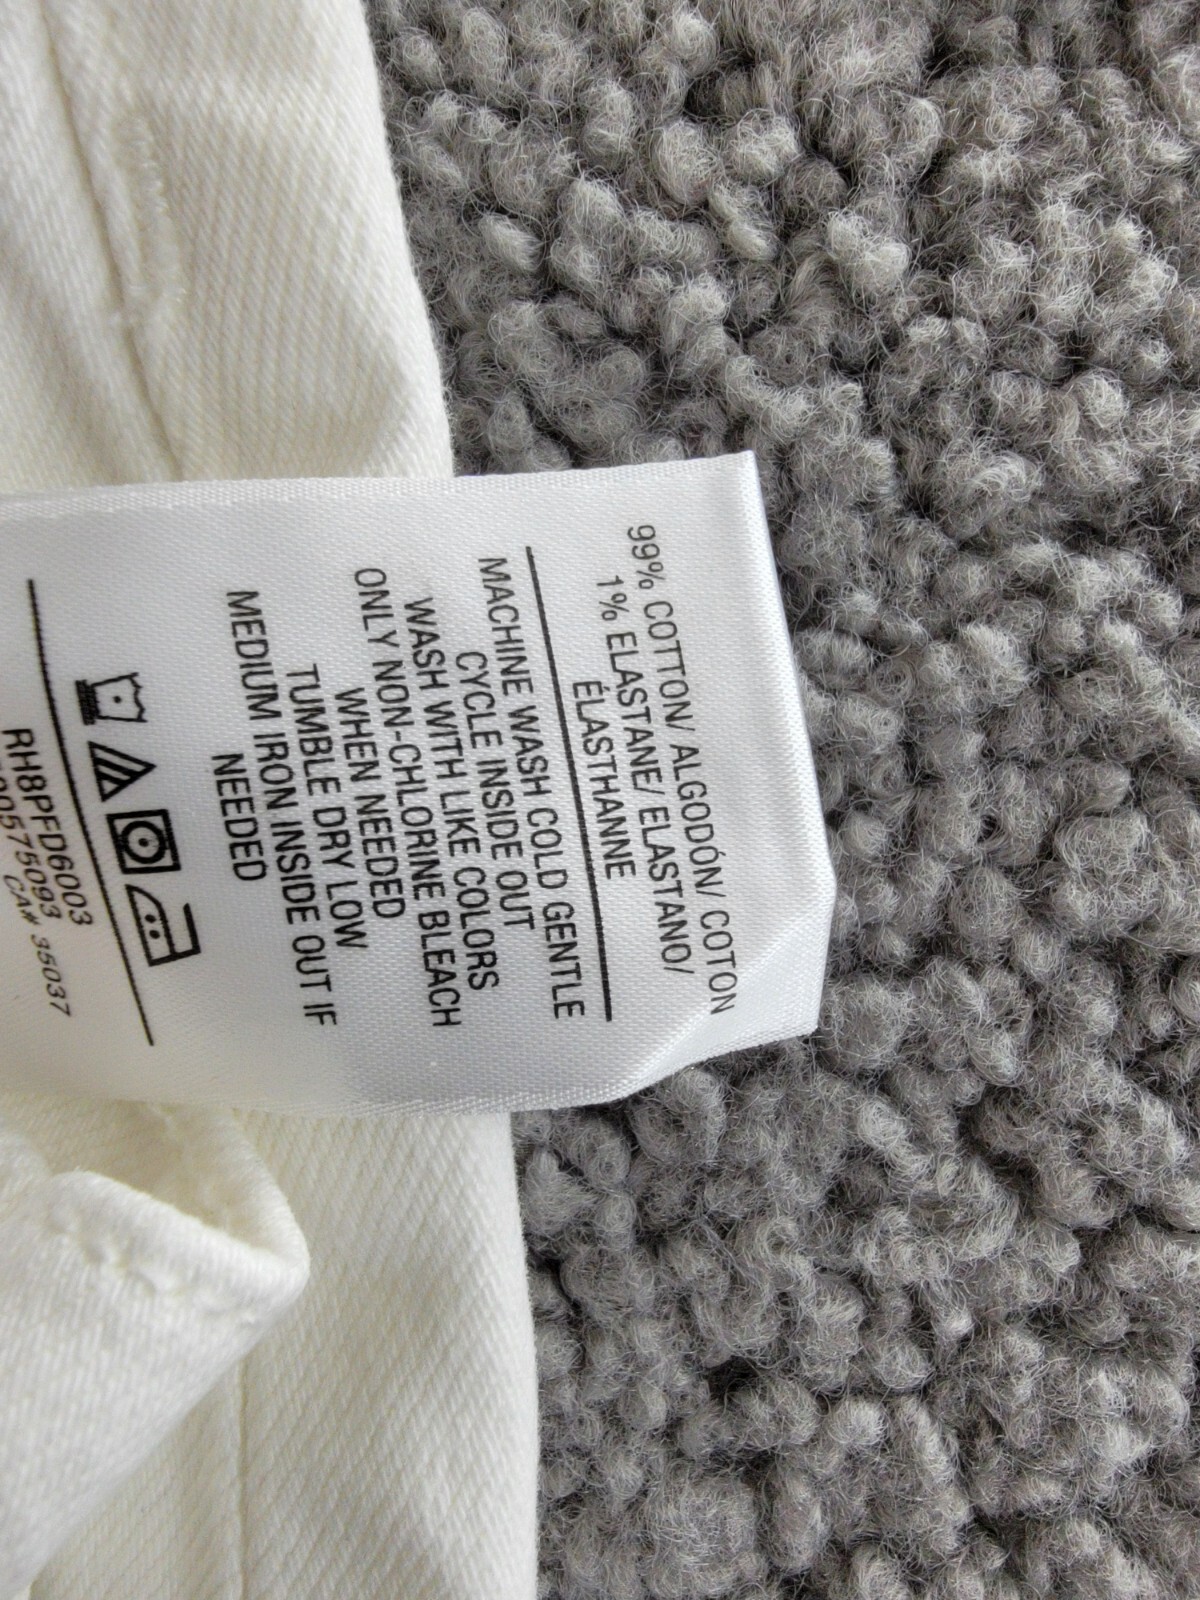 99% COTTON/ ALGODÓN/ COTON
1% ELASTANE/ ELASTANO/
ÉLASTHANNE
MACHINE WASH COLD GENTLE
CYCLE INSIDE OUT
WASH WITH LIKE COLORS
ONLY NON-CHLORINE BLEACH
WHEN NEEDED
TUMBLE DRY LOW
MEDIUM IRON INSIDE OUT IF
NEEDED
RH8PFD6003
CA# 35037